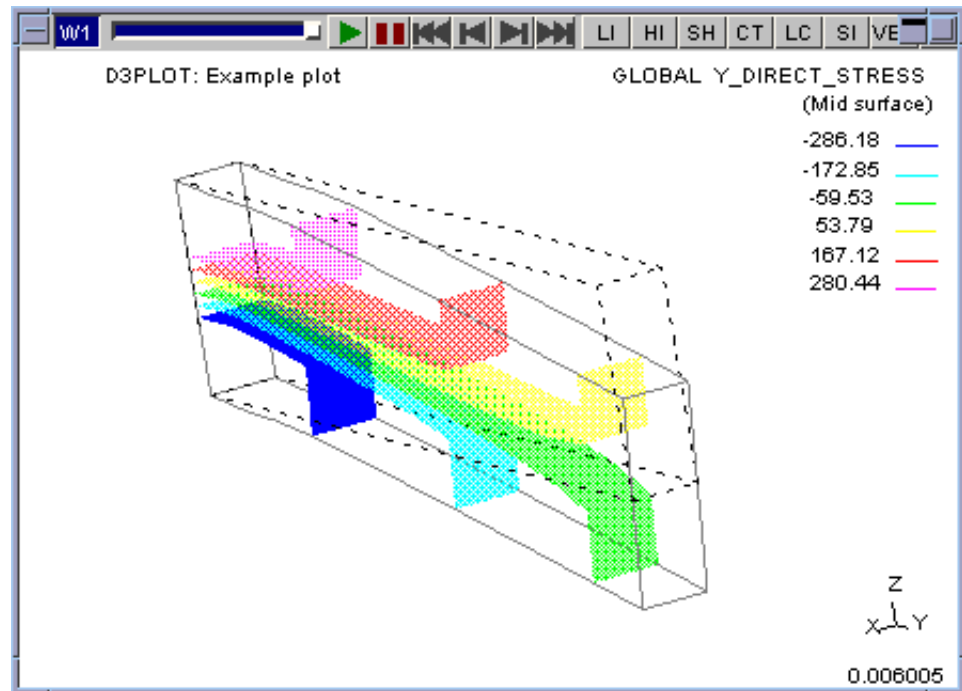 W1 LI HI SH CT LC SI VE
D3PLOT: Example plot
GLOBAL Y_DIRECT_STRESS
(Mid surface)
-286.18
-172.85
-59.53
53.79
167.12
280.44
Z
X Y
0.006005